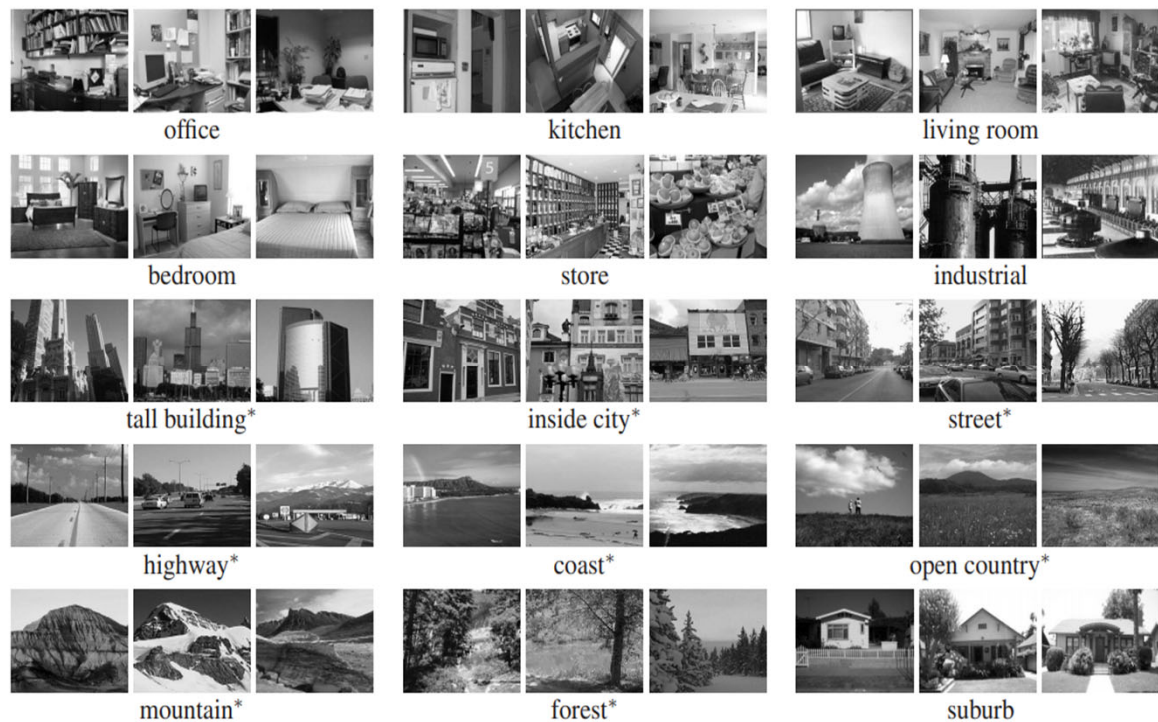 office
kitchen
living room
5
bedroom
store
industrial
tall building*
inside city*
street*
highway*
coast*
open country*
mountain*
forest*
suburb